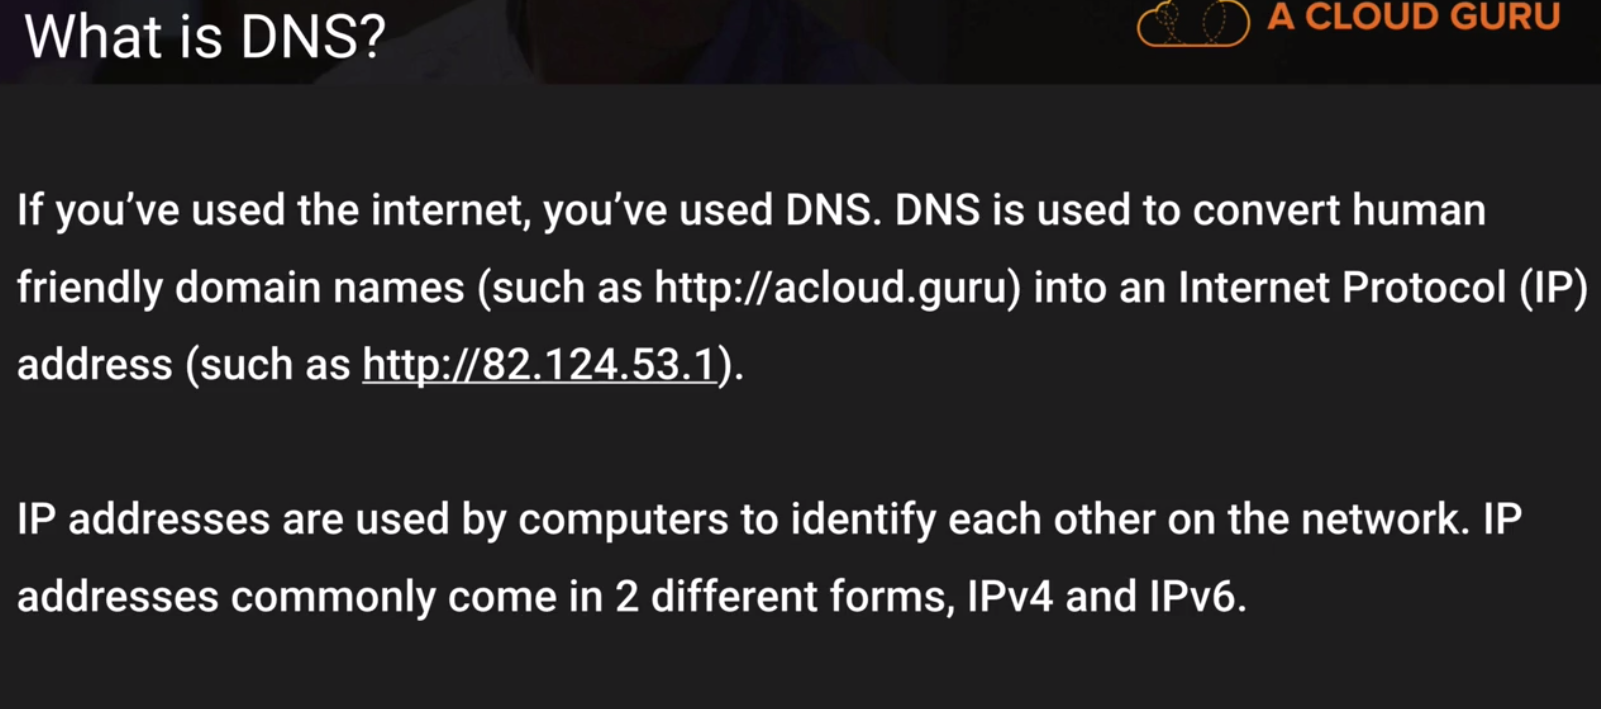 What is DNS?
A CLOUD GURU
If you’ve used the internet, you’ve used DNS. DNS is used to convert human
friendly domain names (such as http://acloud.guru) into an Internet Protocol (IP)
address (such as http://82.124.53.1).
IP addresses are used by computers to identify each other on the network. IP
addresses commonly come in 2 different forms, IPv4 and IPv6.